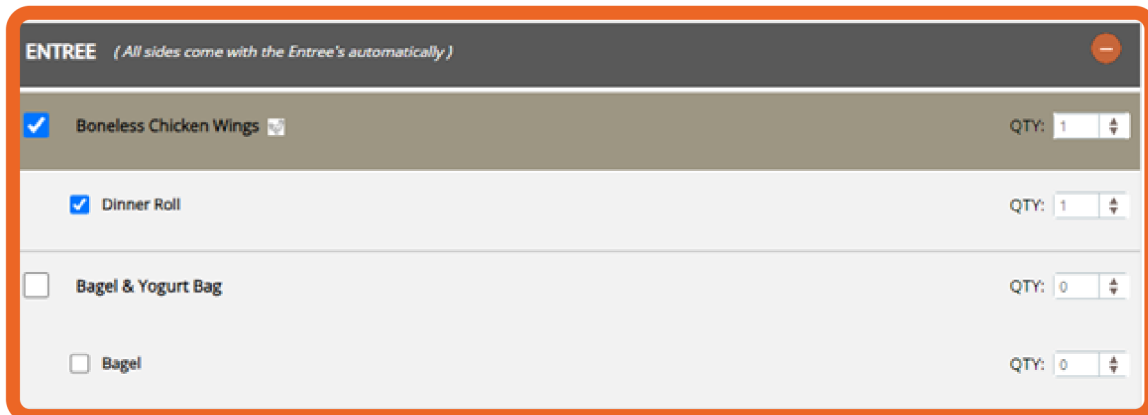 ENTREE ( All sides come with the Entree's automatically )
Boneless Chicken Wings QTY: 1
Dinner Roll QTY: 1
Bagel & Yogurt Bag QTY: 0
Bagel QTY: 0